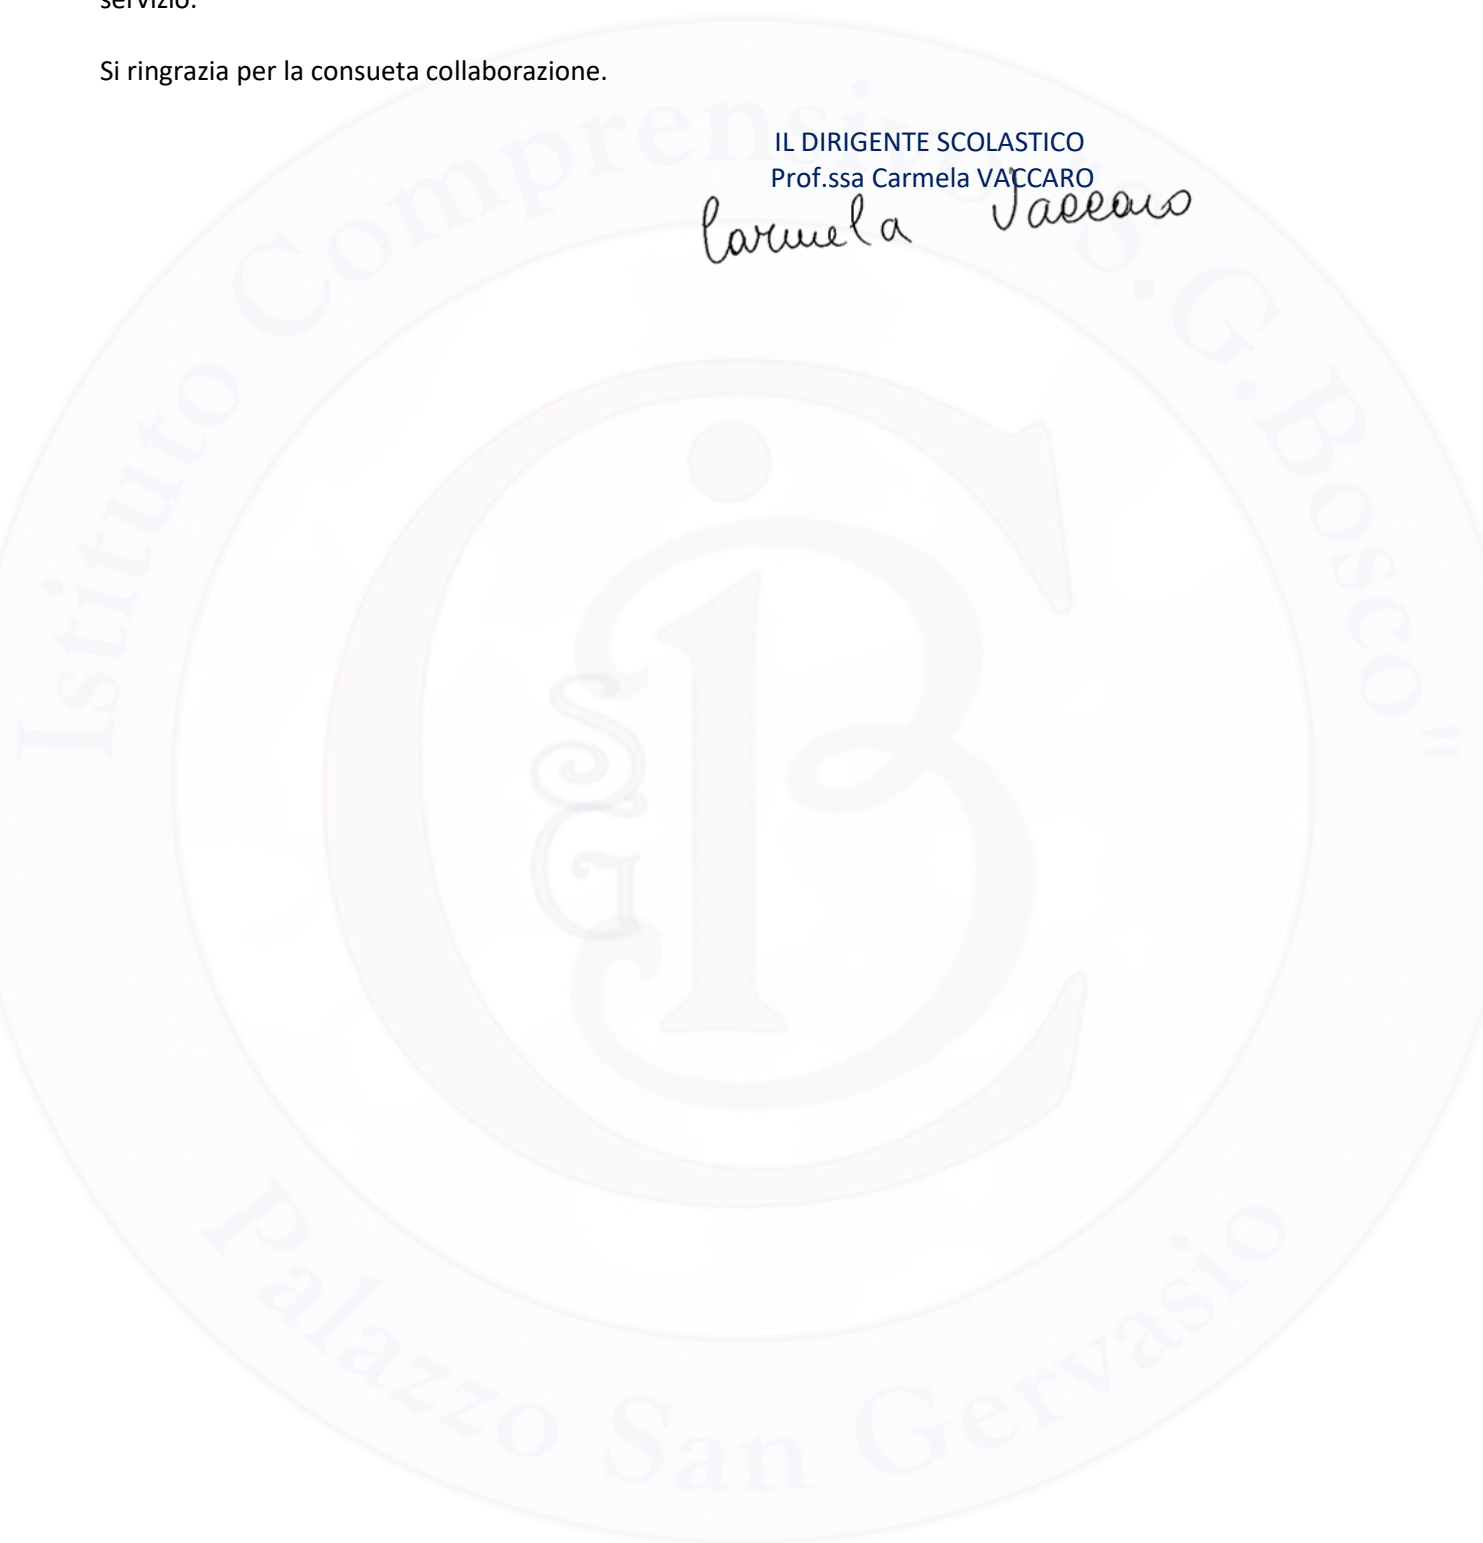 servizio.
Si ringrazia per la consueta collaborazione.
IL DIRIGENTE SCOLASTICO
Prof.ssa Carmela VACCARO
Carmela Vaccaro
Istituto Comprensivo "S.G.Bosco"
i
C
1
B
S
G
Palazzo San Gervasio